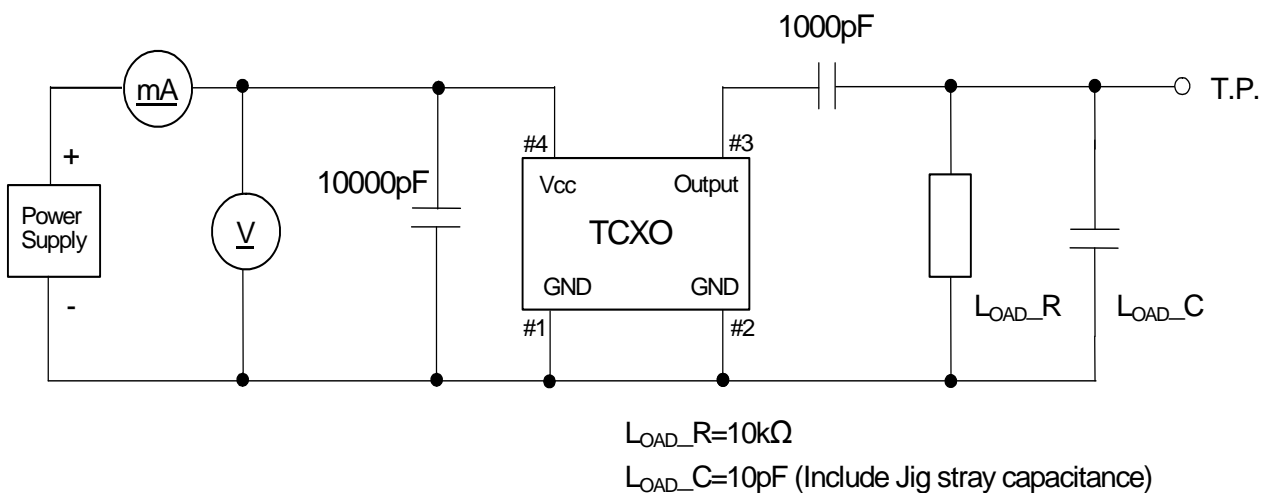 1000pF
mA
T.P.
#4
#3
+
10000pF
Vcc
Output
Power
Supply
V
TCXO
GND
GND
-
LOAD_R
LOAD_C
#1
#2
LOAD_R=10kΩ
LOAD_C=10pF (Include Jig stray capacitance)